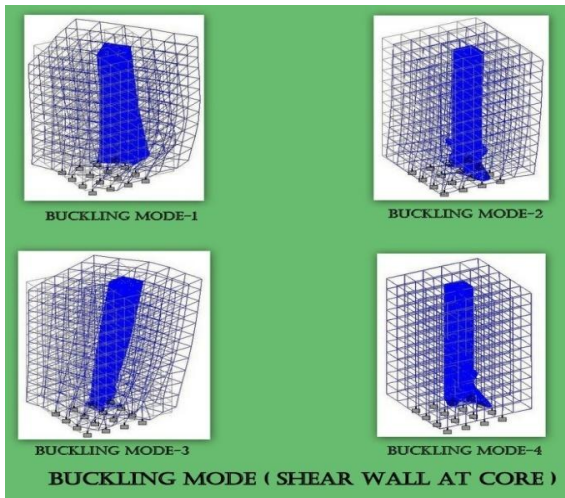 BUCKLING MODE-1
BUCKLING MODE-2
BUCKLING MODE-3
BUCKLING MODE-4
BUCKLING MODE ( SHEAR WALL AT CORE )